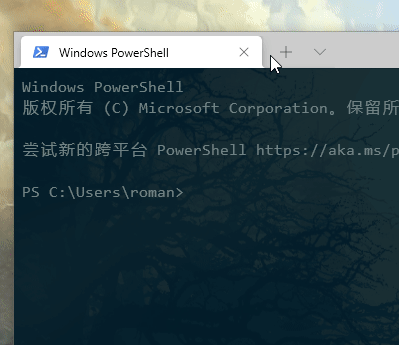 Windows PowerShell
Windows PowerShell
版权所有 (C) Microsoft Corporation。保留所
尝试新的跨平台 PowerShell https://aka.ms/p
PS C:\Users\roman>